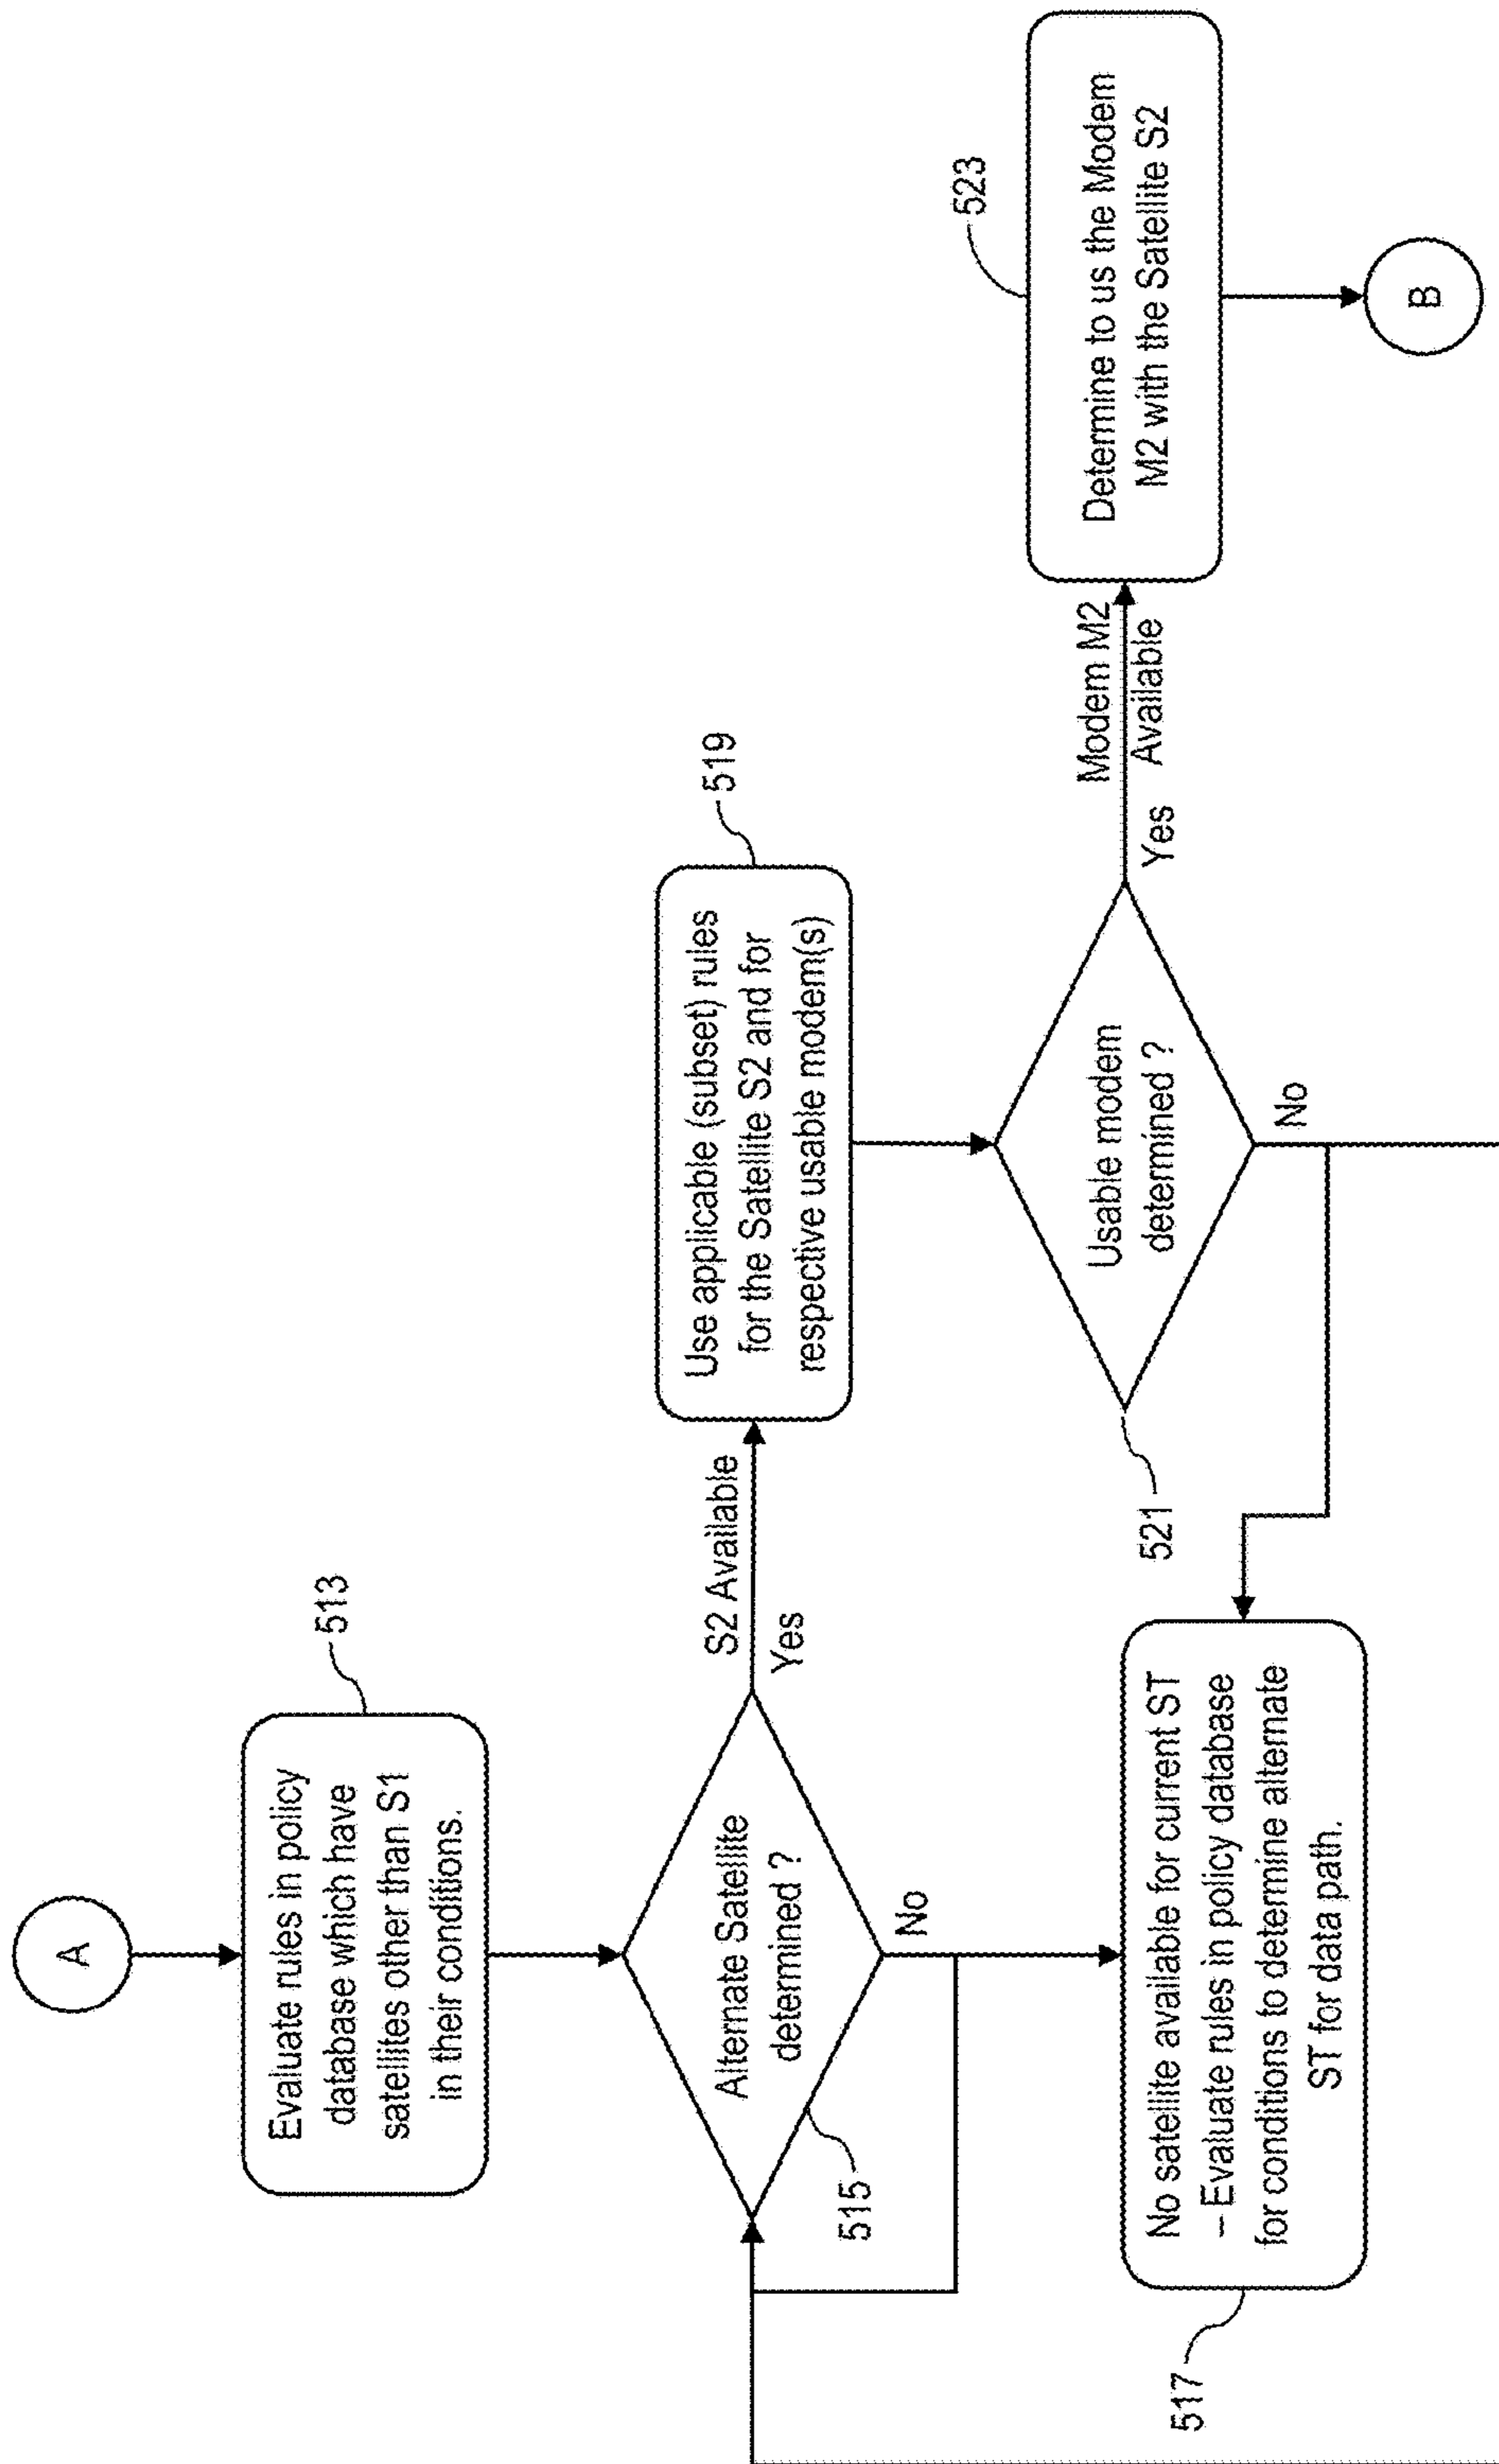 A
Evaluate rules in policy
database which have
satellites other than S1
in their conditions.
513
Alternate Satellite
determined ?
515
S2 Available
Yes
No
No satellite available for current ST
– Evaluate rules in policy database
for conditions to determine alternate
ST for data path.
517
Use applicable (subset) rules
for the Satellite S2 and for
respective usable modem(s)
519
Usable modem
determined ?
521
No
Modem M2
Yes Available
Determine to us the Modem
M2 with the Satellite S2
523
B